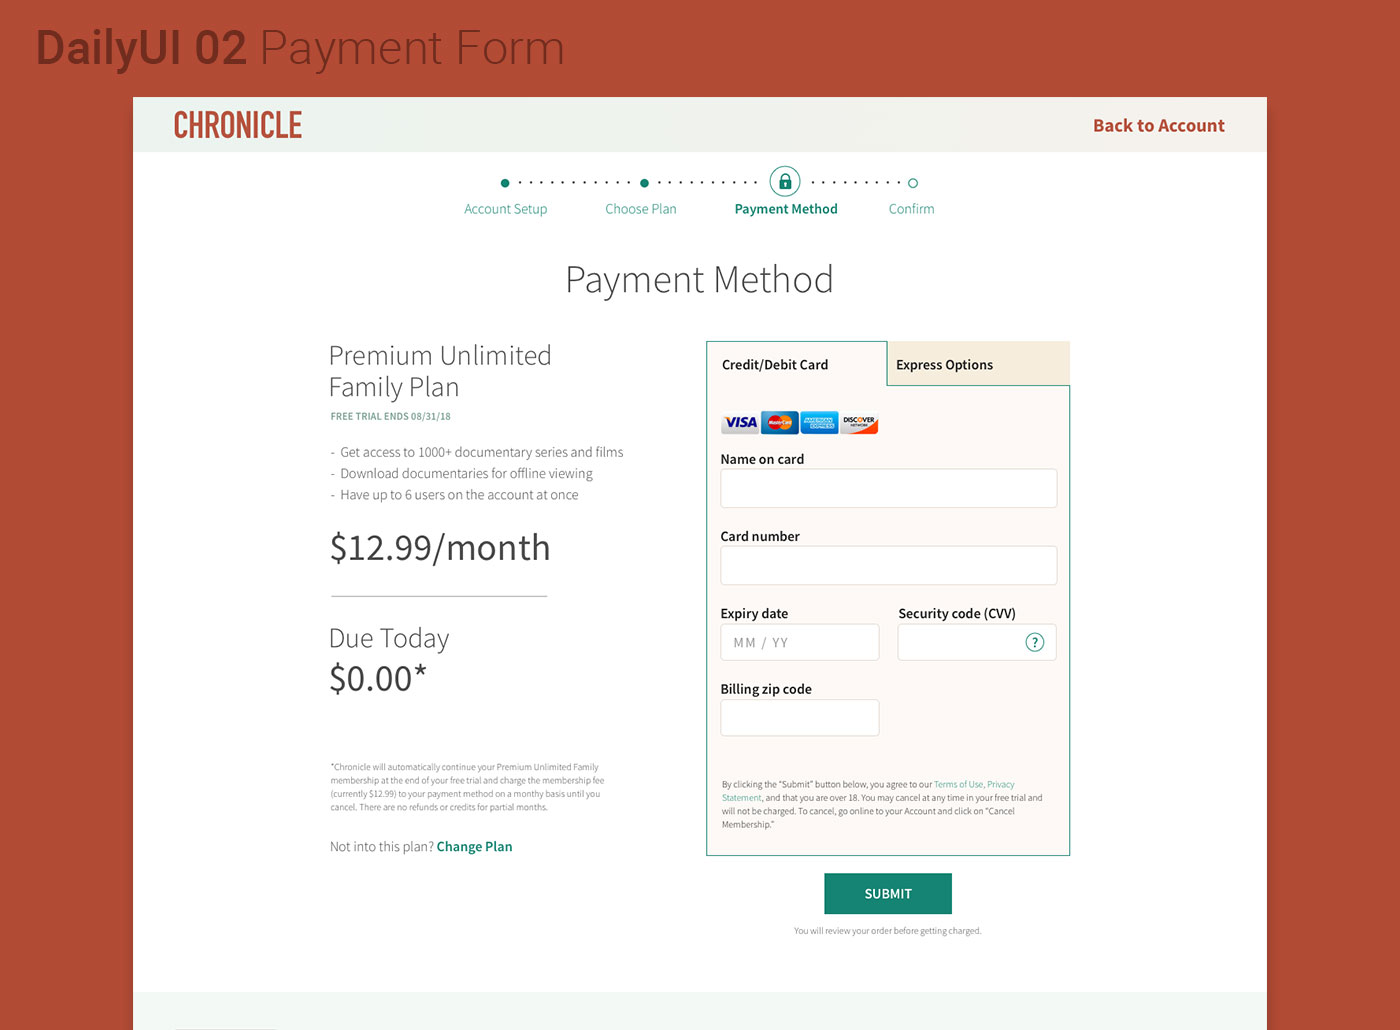 DailyUI 02 Payment Form
CHRONICLE
Back to Account
Account Setup
Choose Plan
Payment Method
Confirm
Payment Method
Premium Unlimited
Family Plan
FREE TRIAL ENDS 08/31/18
- Get access to 1000+ documentary series and films
- Download documentaries for offline viewing
- Have up to 6 users on the account at once
$12.99/month
Due Today
$0.00*
*Chronicle will automatically continue your Premium Unlimited Family
membership at the end of your free trial and charge the membership fee
(currently $12.99) to your payment method on a monthy basis until you
cancel. There are no refunds or credits for partial months.
Not into this plan? Change Plan
Credit/Debit Card
Express Options
VISA
MasterCard
AMERICAN
EXPRESS
DISCOVER
NETWORK
Name on card
Card number
Expiry date
Security code (CVV)
MM / YY
?
Billing zip code
By clicking the “Submit” button below, you agree to our Terms of Use, Privacy
Statement, and that you are over 18. You may cancel at any time in your free trial and
will not be charged. To cancel, go online to your Account and click on “Cancel
Membership.”
SUBMIT
You will review your order before getting charged.